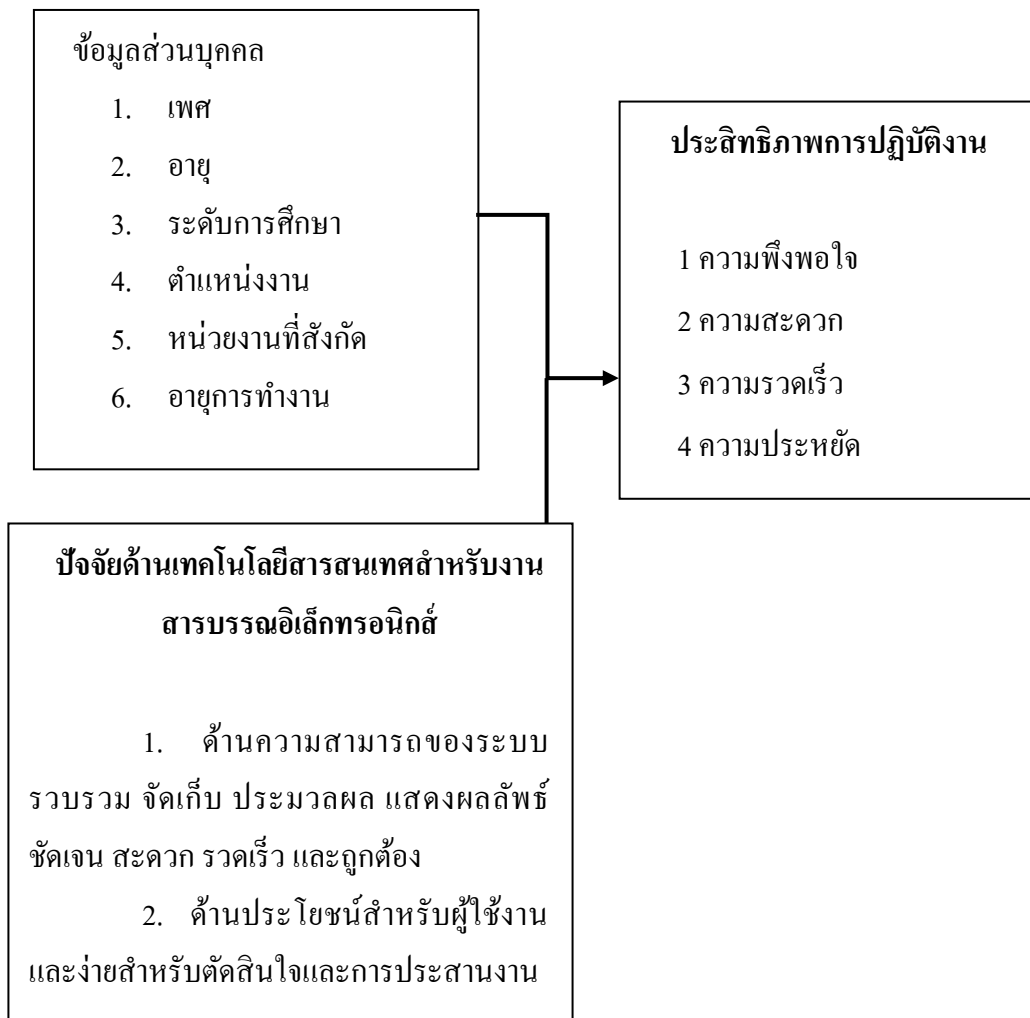 ข้อมูลส่วนบุคคล
1. เพศ
2. อายุ
3. ระดับการศึกษา
4. ตำแหน่งงาน
5. หน่วยงานที่สังกัด
6. อายุการทำงาน
ประสิทธิภาพการปฏิบัติงาน
1 ความพึงพอใจ
2 ความสะดวก
3 ความรวดเร็ว
4 ความประหยัด
ปัจจัยด้านเทคโนโลยีสารสนเทศสำหรับงาน
สารบรรณอิเล็กทรอนิกส์
1. ด้านความสามารถของระบบ
รวบรวม จัดเก็บ ประมวลผล แสดงผลลัพธ์
ชัดเจน สะดวก รวดเร็ว และถูกต้อง
2. ด้านประโยชน์สำหรับผู้ใช้งาน
และง่ายสำหรับตัดสินใจและการประสานงาน